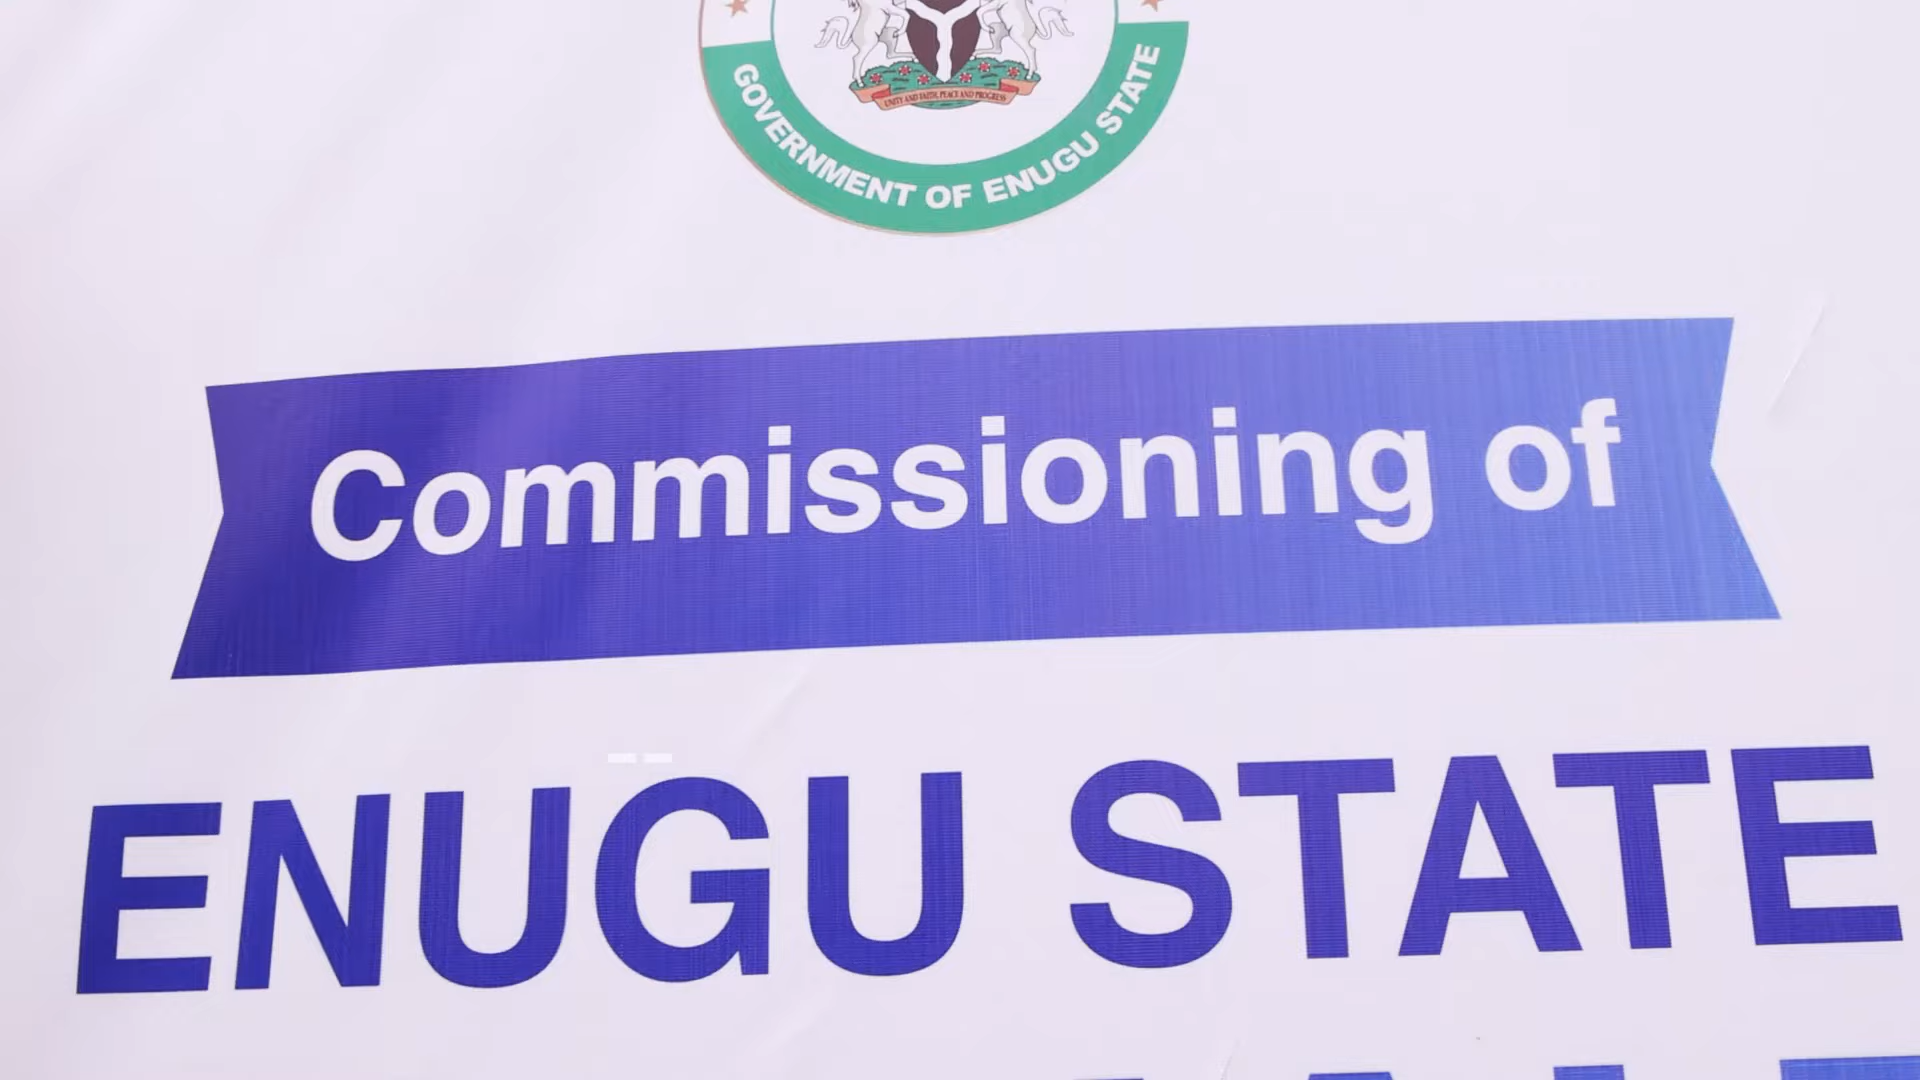 UNITY AND FAITH, PEACE AND PROGRESS
GOVERNMENT OF ENUGU STATE
Commissioning of
ENUGU STATE